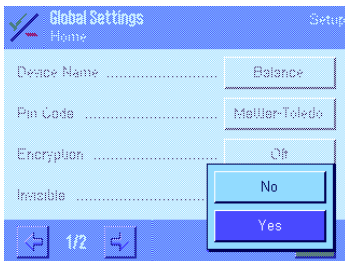 Global Settings
Setup
Home
Device Name
Balance
Pin Code
Mettler-Toledo
Encryption
Off
Invisible
No
Yes
1/2